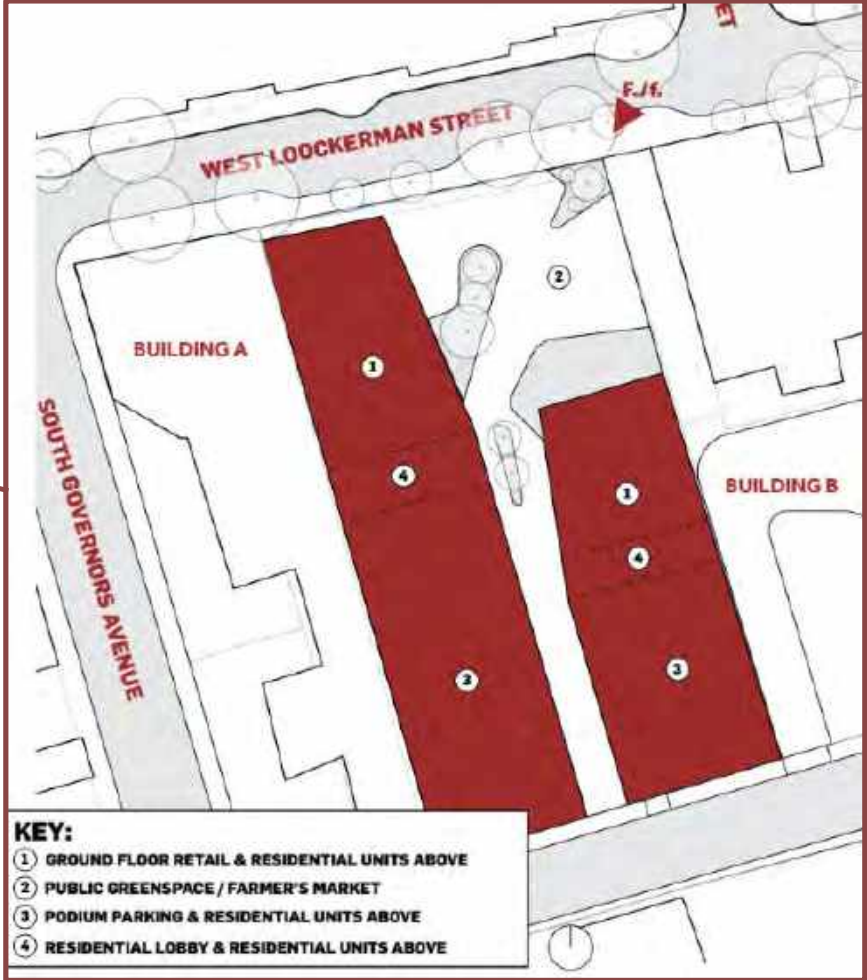 ET
F./f.
WEST LOOCKERMAN STREET
2
BUILDING A
1
SOUTH GOVERNORS AVENUE
4
1
BUILDING B
4
3
3
KEY:
1 GROUND FLOOR RETAIL & RESIDENTIAL UNITS ABOVE
2 PUBLIC GREENSPACE / FARMER'S MARKET
3 PODIUM PARKING & RESIDENTIAL UNITS ABOVE
4 RESIDENTIAL LOBBY & RESIDENTIAL UNITS ABOVE